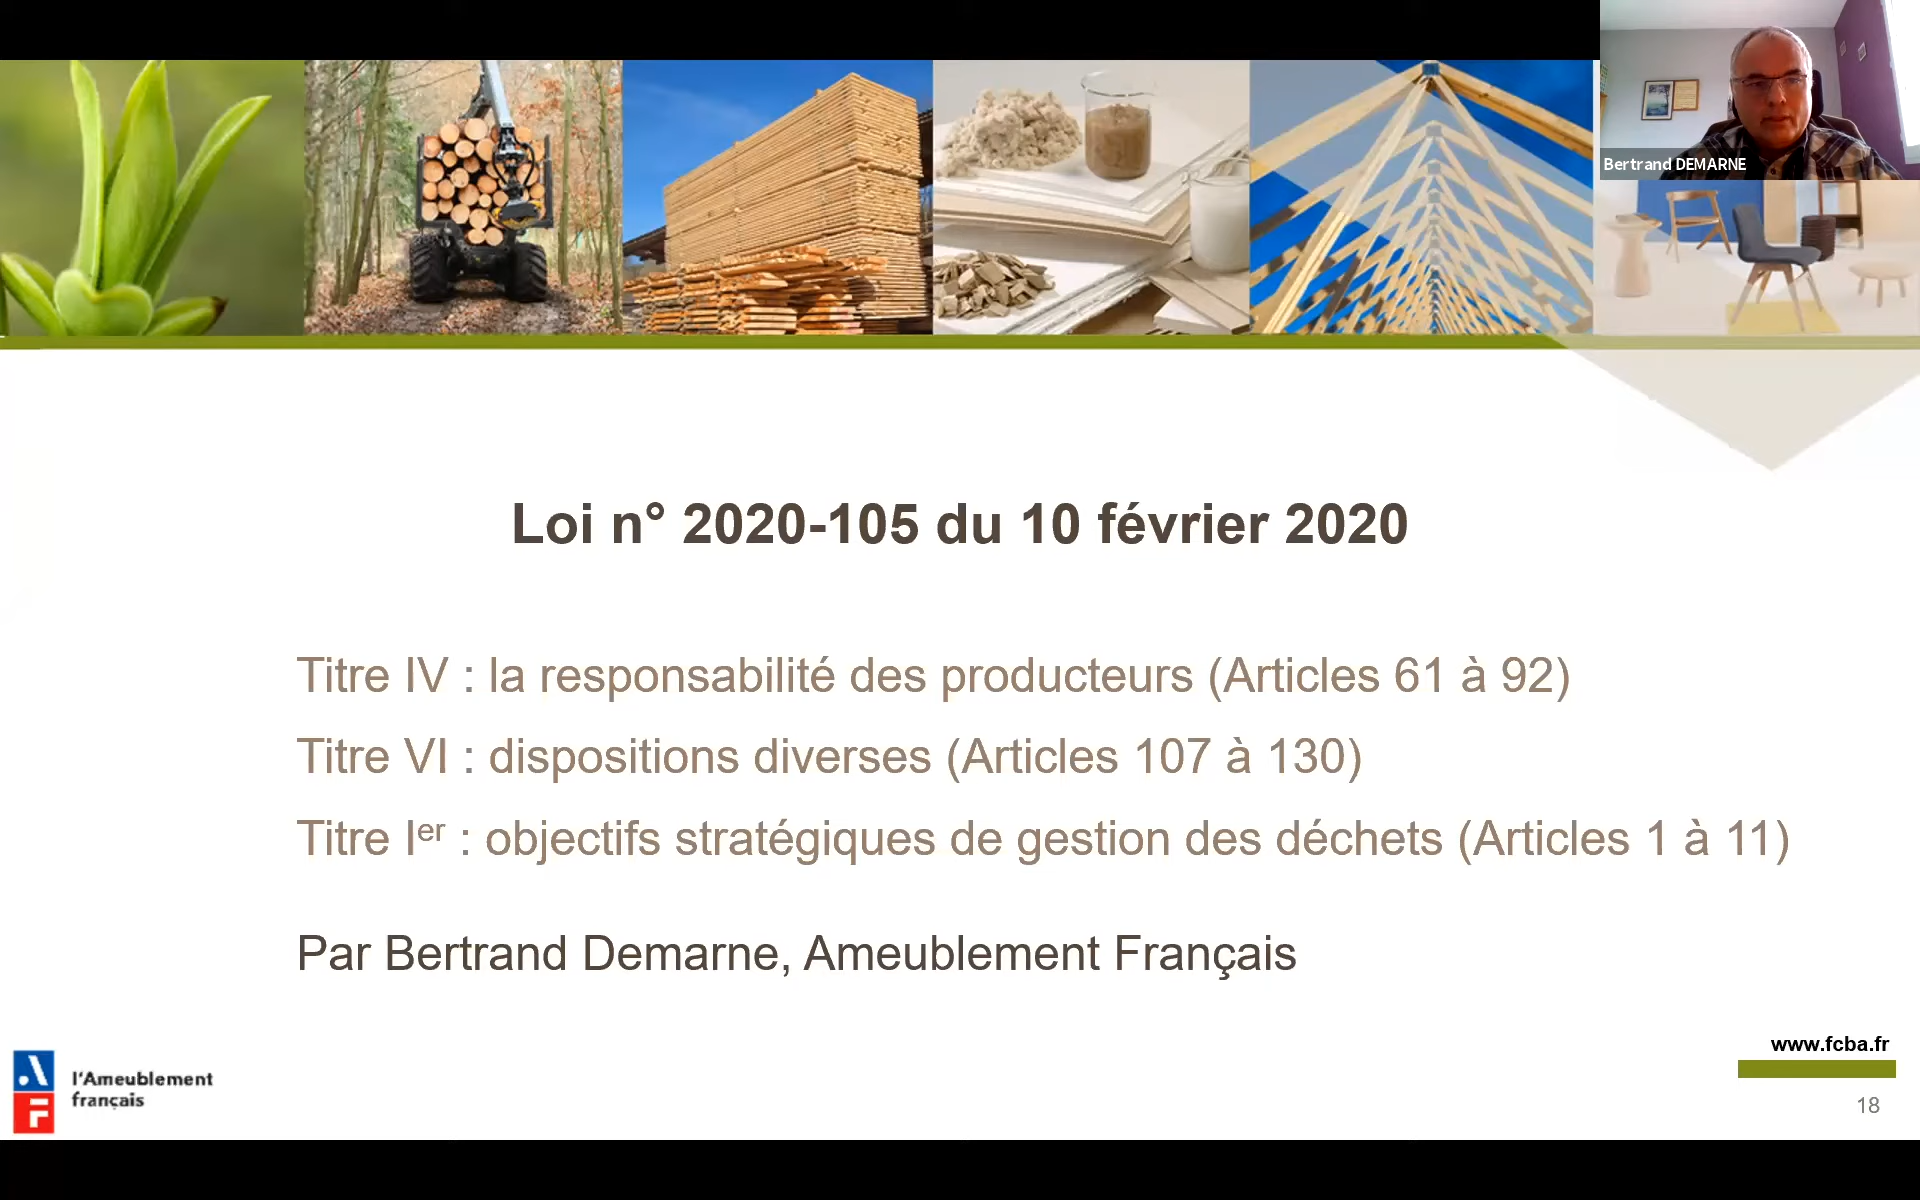 Bertrand DEMARNE
Loi n° 2020-105 du 10 février 2020
Titre IV : la responsabilité des producteurs (Articles 61 à 92)
Titre VI : dispositions diverses (Articles 107 à 130)
Titre Ier : objectifs stratégiques de gestion des déchets (Articles 1 à 11)
Par Bertrand Demarne, Ameublement Français
www.fcba.fr
AF
l'Ameublement
français
18